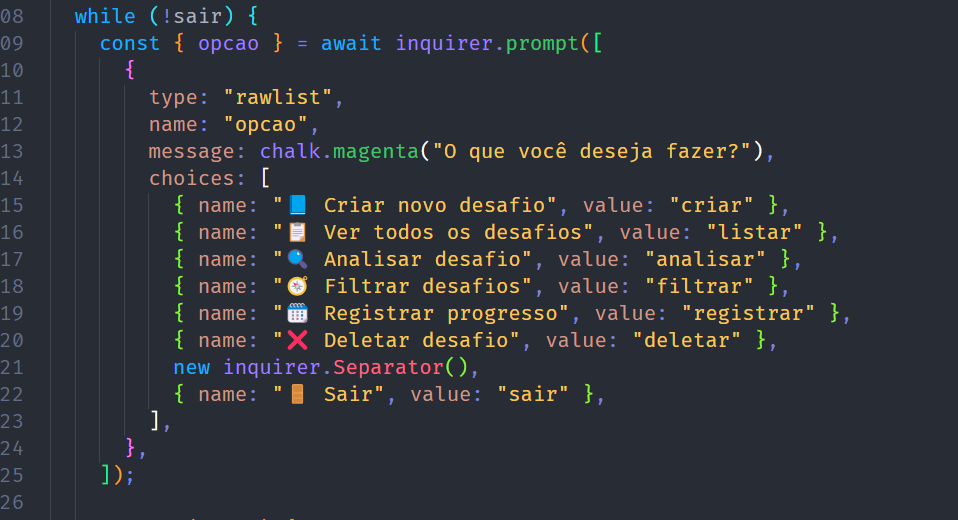 08 while (!sair) {
09 const { opcao } = await inquirer.prompt([
10 {
11 type: "rawlist",
12 name: "opcao",
13 message: chalk.magenta("O que você deseja fazer?"),
14 choices: [
15 { name: "📘 Criar novo desafio", value: "criar" },
16 { name: "📋 Ver todos os desafios", value: "listar" },
17 { name: "🔍 Analisar desafio", value: "analisar" },
18 { name: "🧭 Filtrar desafios", value: "filtrar" },
19 { name: "🗓️ Registrar progresso", value: "registrar" },
20 { name: "❌ Deletar desafio", value: "deletar" },
21 new inquirer.Separator(),
22 { name: "🚪 Sair", value: "sair" },
23 ],
24 },
25 ]);
26